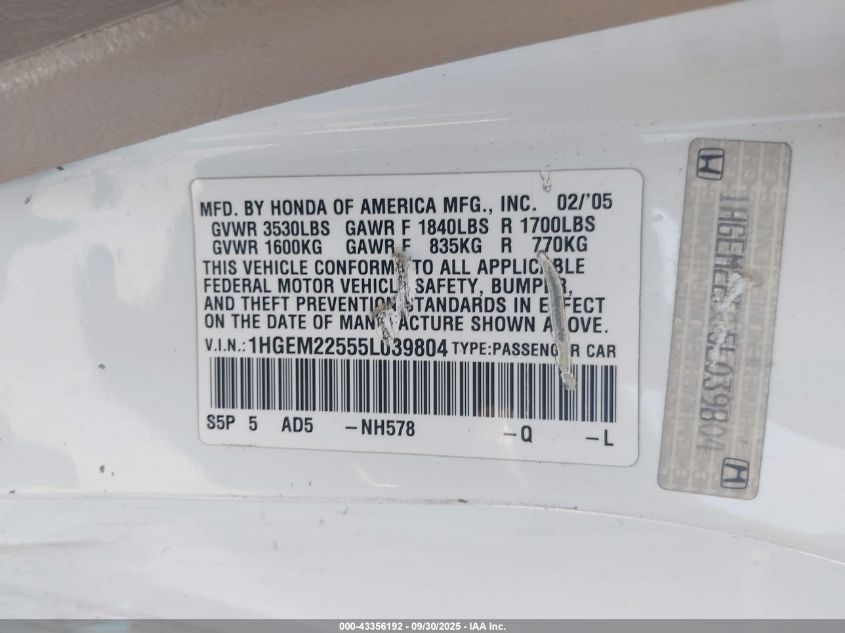 MFD. BY HONDA OF AMERICA MFG., INC. 02/'05
GVWR 3530LBS GAWR F 1840LBS R 1700LBS
GVWR 1600KG GAWR F 835KG R 770KG
THIS VEHICLE CONFORMS TO ALL APPLICABLE
FEDERAL MOTOR VEHICLE SAFETY, BUMPER,
AND THEFT PREVENTION STANDARDS IN EFFECT
ON THE DATE OF MANUFACTURE SHOWN ABOVE.
V.I.N.: 1HGEM22555L039804 TYPE:PASSENGER CAR
S5P 5 AD5 -NH578 -Q -L
000-43356192 - 09/30/2025 - IAA Inc.